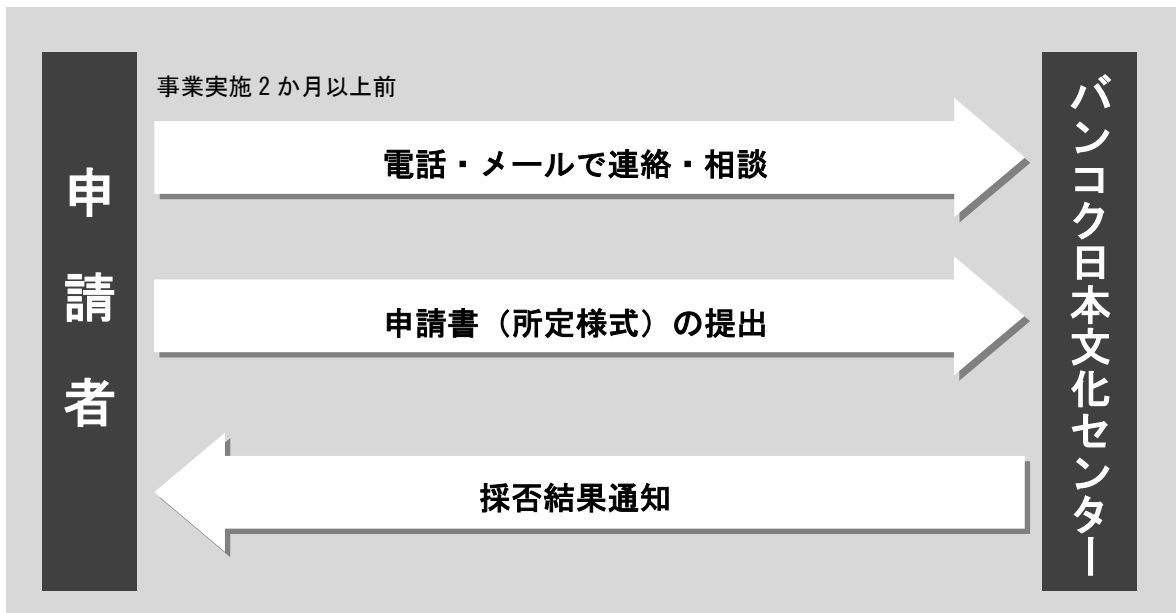 事業実施2か月以上前
申請者
電話・メールで連絡・相談
申請書（所定様式）の提出
採否結果通知
バンコク日本文化センター